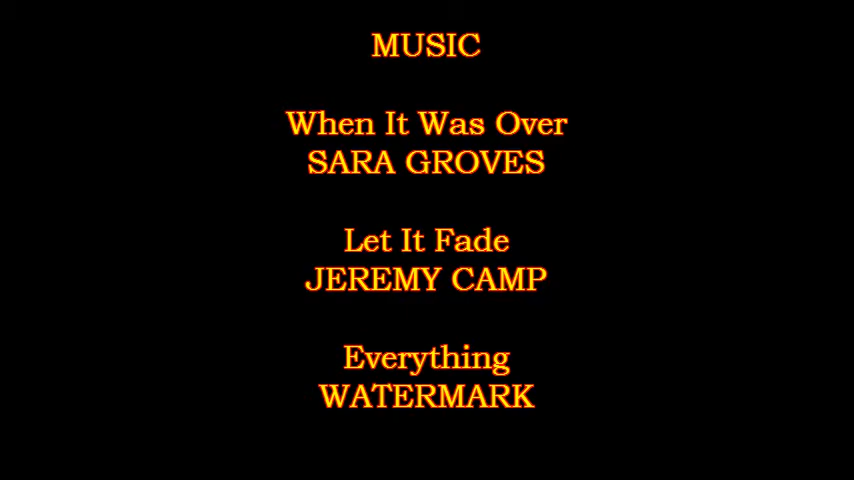 MUSIC
When It Was Over
SARA GROVES
Let It Fade
JEREMY CAMP
Everything
WATERMARK